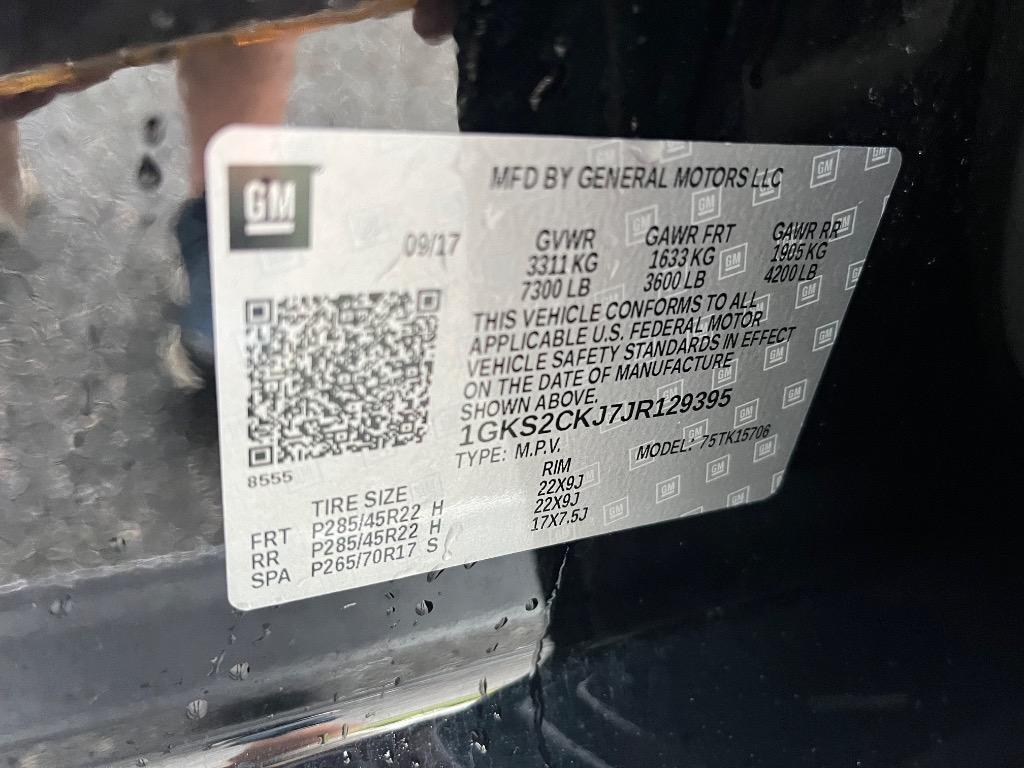 GM
MFD BY GENERAL MOTORS LLC
09/17
GVWR GAWR FRT GAWR RR
3311 KG 1633 KG 1905 KG
7300 LB 3600 LB 4200 LB
THIS VEHICLE CONFORMS TO ALL
APPLICABLE U.S. FEDERAL MOTOR
VEHICLE SAFETY STANDARDS IN EFFECT
ON THE DATE OF MANUFACTURE
SHOWN ABOVE.
1GKS2CKJ7JR129395
TYPE: M.P.V. MODEL: 75TK15706
8555
TIRE SIZE RIM
FRT P285/45R22 H 22X9J
RR P285/45R22 H 22X9J
SPA P265/70R17 S 17X7.5J